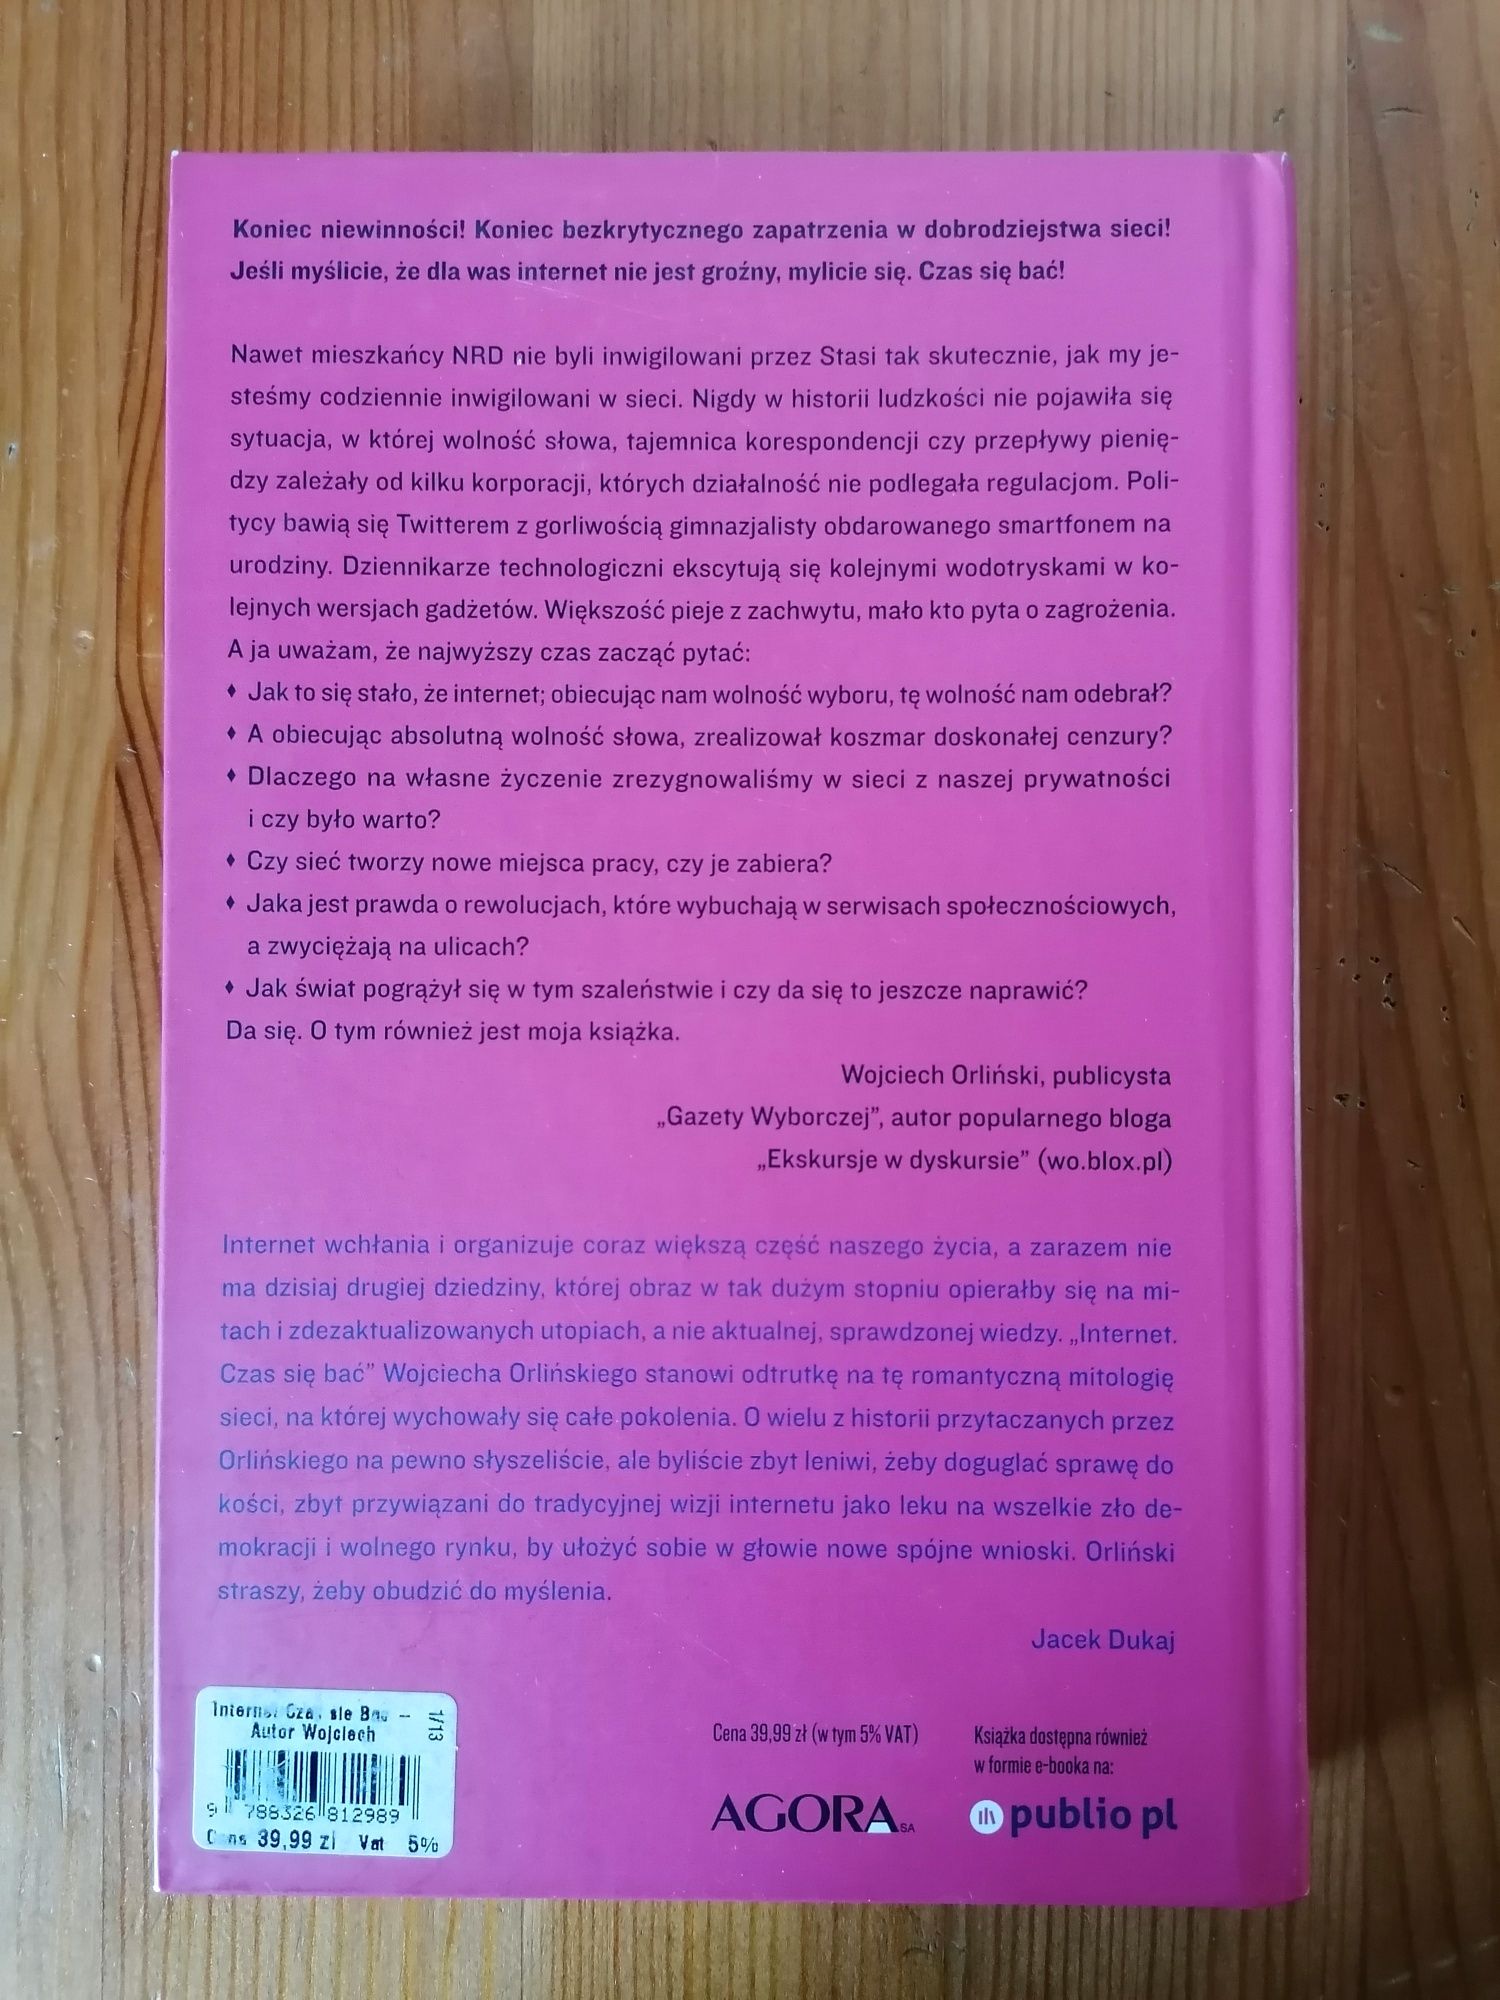 Koniec niewinności! Koniec bezkrytycznego zapatrzenia w dobrodziejstwa sieci!
Jeśli myślicie, że dla was internet nie jest groźny, mylicie się. Czas się bać!
Nawet mieszkańcy NRD nie byli inwigilowani przez Stasi tak skutecznie, jak my je-
steśmy codziennie inwigilowani w sieci. Nigdy w historii ludzkości nie pojawiła się
sytuacja, w której wolność słowa, tajemnica korespondencji czy przepływy pienię-
dzy zależały od kilku korporacji, których działalność nie podlegała regulacjom. Poli-
tycy bawią się Twitterem z gorliwością gimnazjalisty obdarowanego smartfonem na
urodziny. Dziennikarze technologiczni ekscytują się kolejnymi wodotryskami w ko-
lejnych wersjach gadżetów. Większość pieje z zachwytu, mało kto pyta o zagrożenia.
A ja uważam, że najwyższy czas zacząć pytać:
♦ Jak to się stało, że internet; obiecując nam wolność wyboru, tę wolność nam odebrał?
♦ A obiecując absolutną wolność słowa, zrealizował koszmar doskonałej cenzury?
♦ Dlaczego na własne życzenie zrezygnowaliśmy w sieci z naszej prywatności
i czy było warto?
♦ Czy sieć tworzy nowe miejsca pracy, czy je zabiera?
♦ Jaka jest prawda o rewolucjach, które wybuchają w serwisach społecznościowych,
a zwyciężają na ulicach?
♦ Jak świat pogrążył się w tym szaleństwie i czy da się to jeszcze naprawić?
Da się. O tym również jest moja książka.
Wojciech Orliński, publicysta
„Gazety Wyborczej”, autor popularnego bloga
„Ekskursje w dyskursie” (wo.blox.pl)
Internet wchłania i organizuje coraz większą część naszego życia, a zarazem nie
ma dzisiaj drugiej dziedziny, której obraz w tak dużym stopniu opierałby się na mi-
tach i zdezaktualizowanych utopiach, a nie aktualnej, sprawdzonej wiedzy. „Internet.
Czas się bać” Wojciecha Orlińskiego stanowi odtrutkę na tę romantyczną mitologię
sieci, na której wychowały się całe pokolenia. O wielu z historii przytaczanych przez
Orlińskiego na pewno słyszeliście, ale byliście zbyt leniwi, żeby doguglać sprawę do
kości, zbyt przywiązani do tradycyjnej wizji internetu jako leku na wszelkie zło de-
mokracji i wolnego rynku, by ułożyć sobie w głowie nowe spójne wnioski. Orliński
straszy, żeby obudzić do myślenia.
Jacek Dukaj
sie –
Autor Wojciech
1/13
9 788326 812989
39,99 zł Vat 5%
Cena 39,99 zł (w tym 5% VAT)
AGORA SA
Książka dostępna również
w formie e-booka na:
publio pl